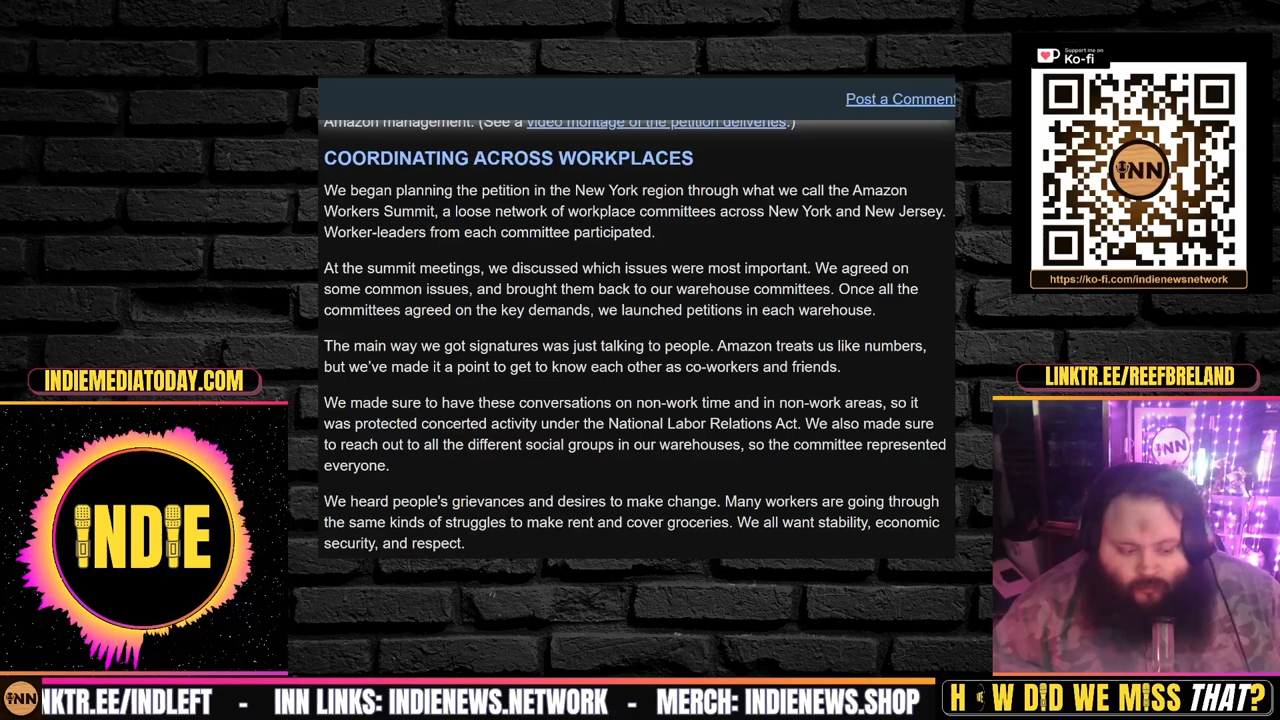 Post a Comment
Amazon management. (See a video montage of the petition deliveries.)
COORDINATING ACROSS WORKPLACES
We began planning the petition in the New York region through what we call the Amazon
Workers Summit, a loose network of workplace committees across New York and New Jersey.
Worker-leaders from each committee participated.
At the summit meetings, we discussed which issues were most important. We agreed on
some common issues, and brought them back to our warehouse committees. Once all the
committees agreed on the key demands, we launched petitions in each warehouse.
The main way we got signatures was just talking to people. Amazon treats us like numbers,
but we've made it a point to get to know each other as co-workers and friends.
We made sure to have these conversations on non-work time and in non-work areas, so it
was protected concerted activity under the National Labor Relations Act. We also made sure
to reach out to all the different social groups in our warehouses, so the committee represented
everyone.
We heard people's grievances and desires to make change. Many workers are going through
the same kinds of struggles to make rent and cover groceries. We all want stability, economic
security, and respect.
Support me on
Ko-fi
iNN
https://ko-fi.com/indienewsnetwork
INDIEMEDIATODAY.COM
LINKTR.EE/REEFBRELAND
INDIE
iNN
iNN
NKTR.EE/INDLEFT - INN LINKS: INDIENEWS.NETWORK - MERCH: INDIENEWS.SHOP
HOW DID WE MISS THAT?